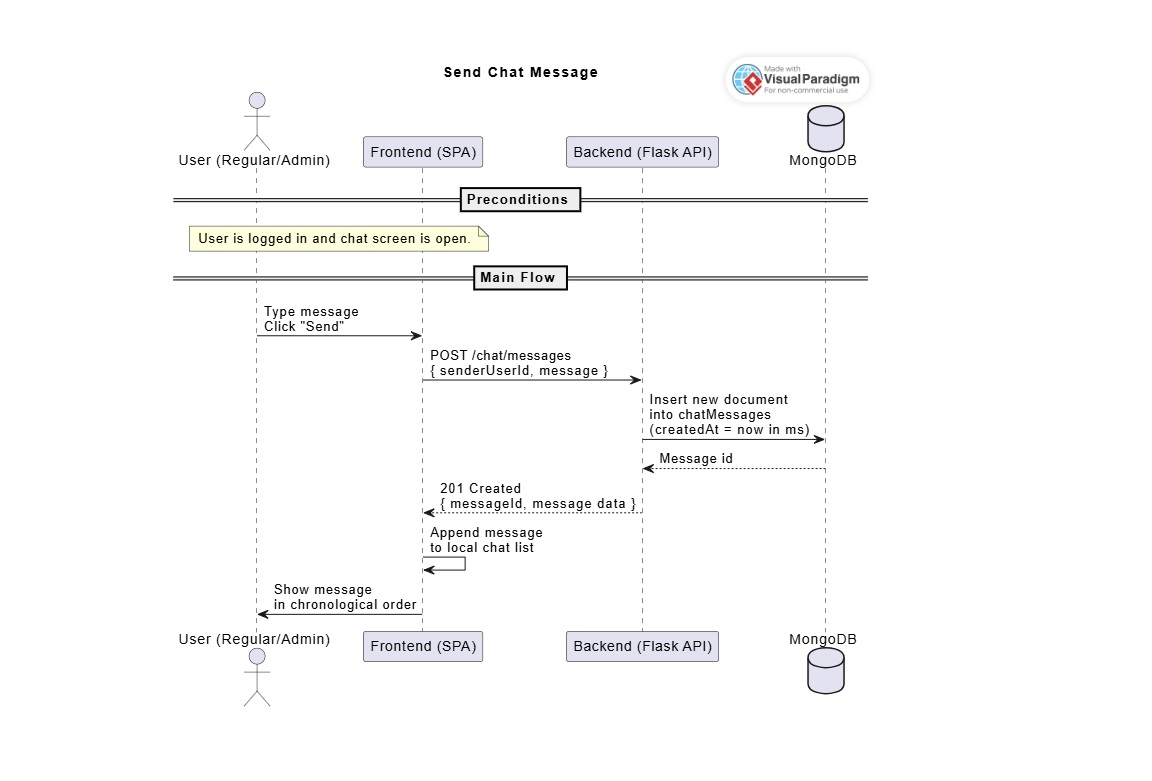 Send Chat Message
Made with
Visual Paradigm
For non-commercial use
User (Regular/Admin)
Frontend (SPA)
Backend (Flask API)
MongoDB
Preconditions
User is logged in and chat screen is open.
Main Flow
Type message
Click "Send"
POST /chat/messages
{ senderUserId, message }
Insert new document
into chatMessages
(createdAt = now in ms)
Message id
201 Created
{ messageId, message data }
Append message
to local chat list
Show message
in chronological order
User (Regular/Admin)
Frontend (SPA)
Backend (Flask API)
MongoDB